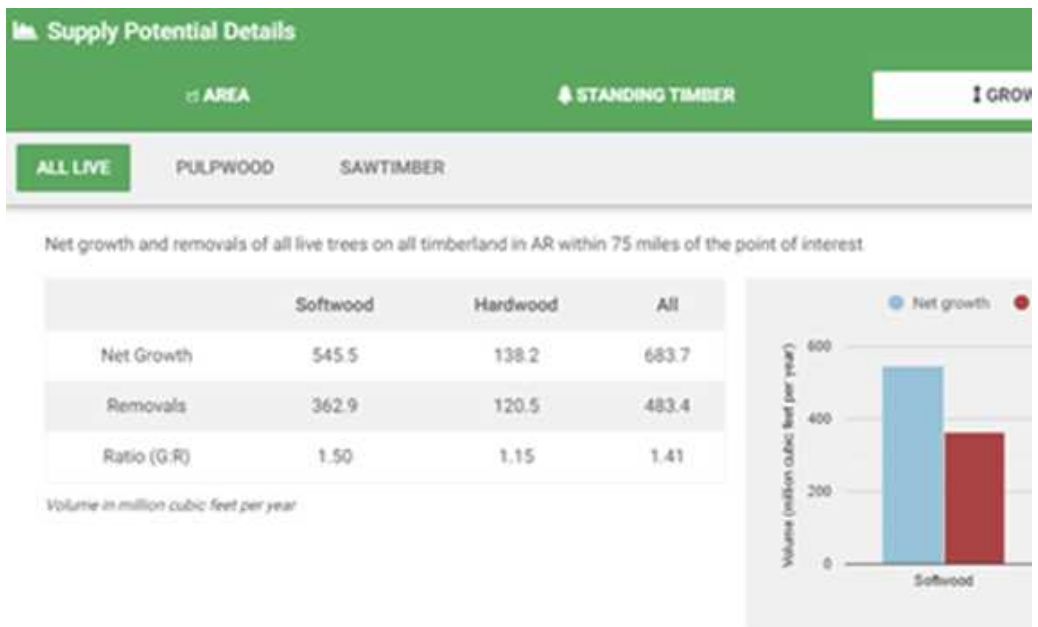 Supply Potential Details
AREA STANDING TIMBER GROW
ALL LIVE PULPWOOD SAWTIMBER
Net growth and removals of all live trees on all timberland in AR within 75 miles of the point of interest
Softwood Hardwood All
Net Growth 545.5 138.2 683.7
Removals 362.9 120.5 483.4
Ratio (G:R) 1.50 1.15 1.41
Volume in million cubic feet per year
Net growth
Volume (million cubic feet per year)
600
400
200
0
Softwood